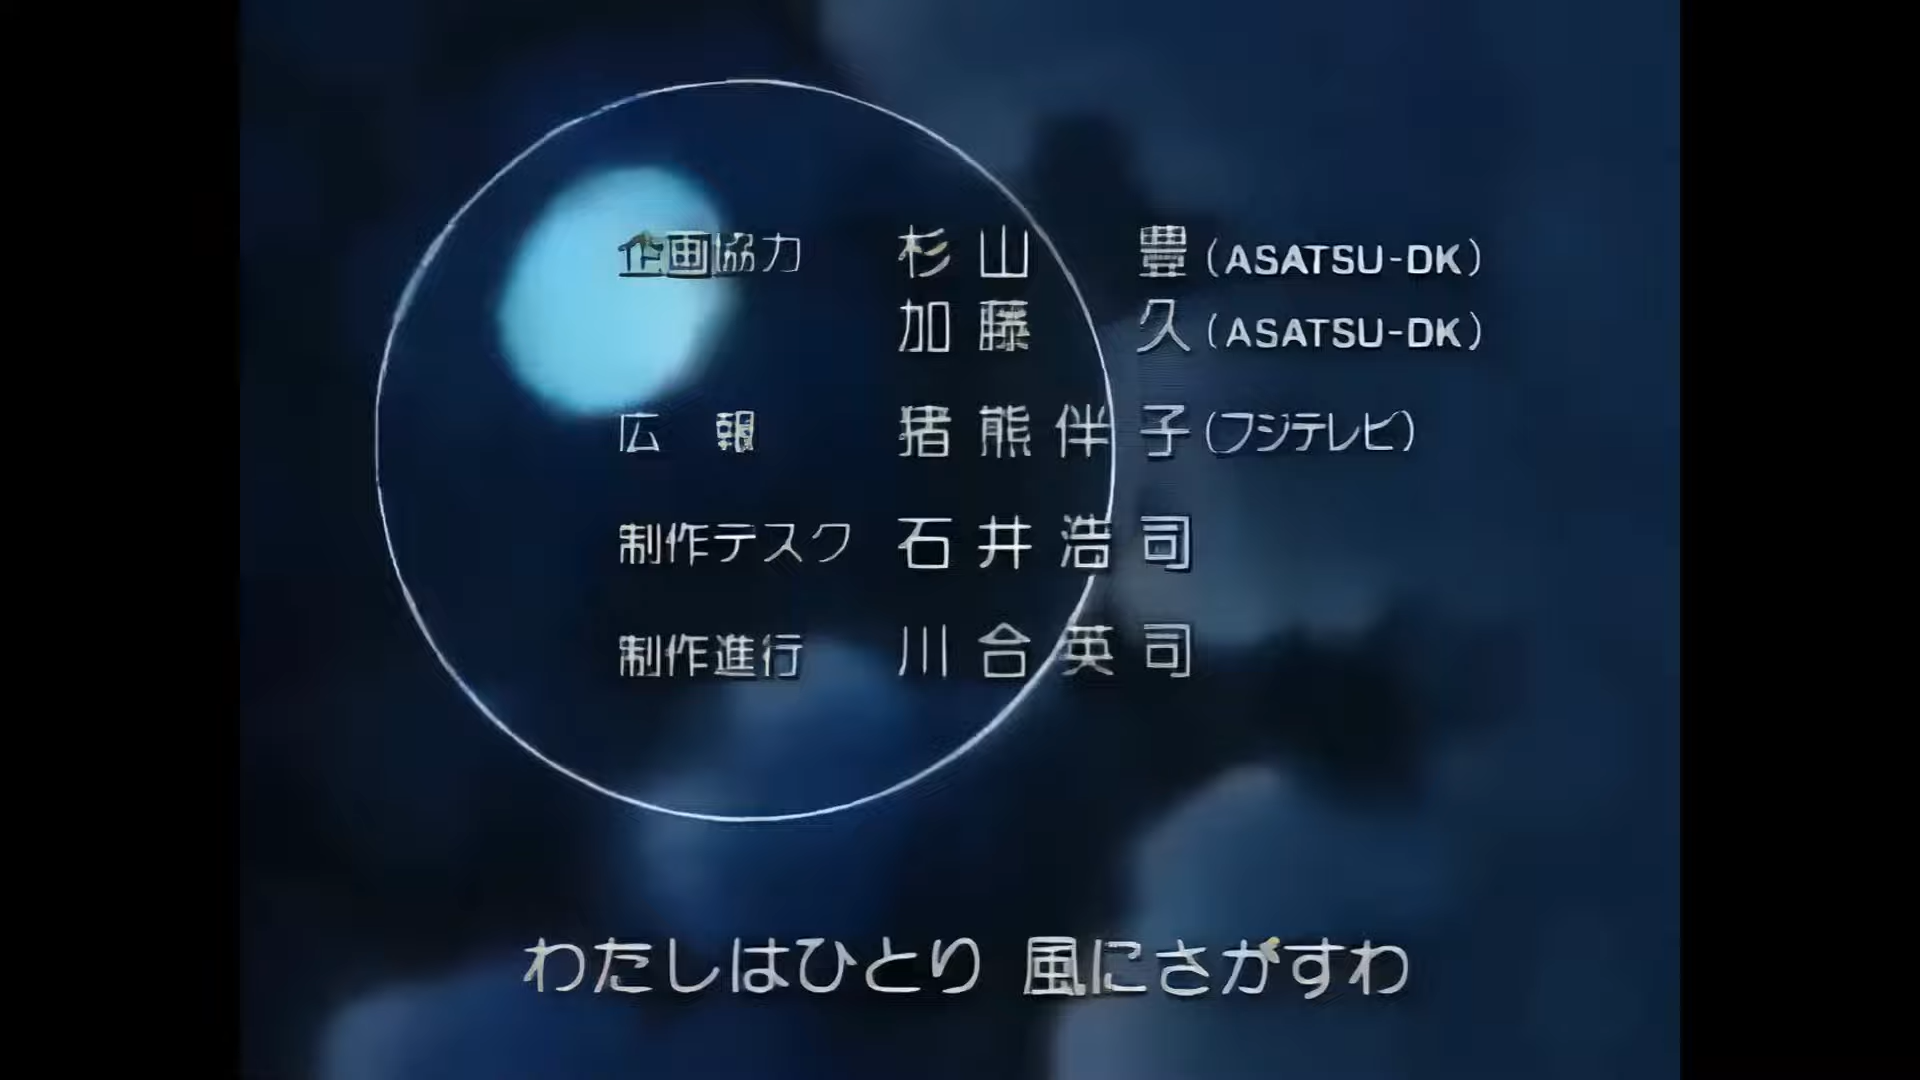 企画協力 杉山 豊(ASATSU-DK)
加藤 久(ASATSU-DK)
広 報 猪熊伴子(フジテレビ)
制作デスク 石井浩司
制作進行 川合英司
わたしはひとり 風にさがすわ